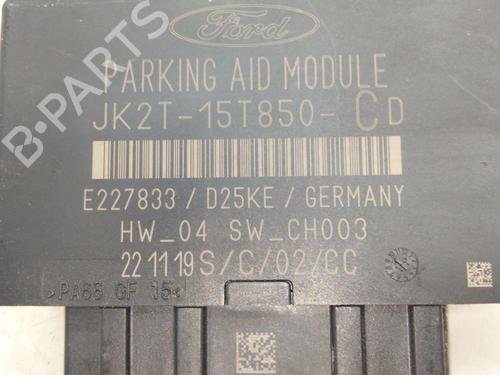 Ford
PARKING AID MODULE
JK2T-15T850-CD
E227833 / D25KE / GERMANY
HW_04 SW_CH003
22 11 19 S/C/02/CC
>PA66 GF 15<